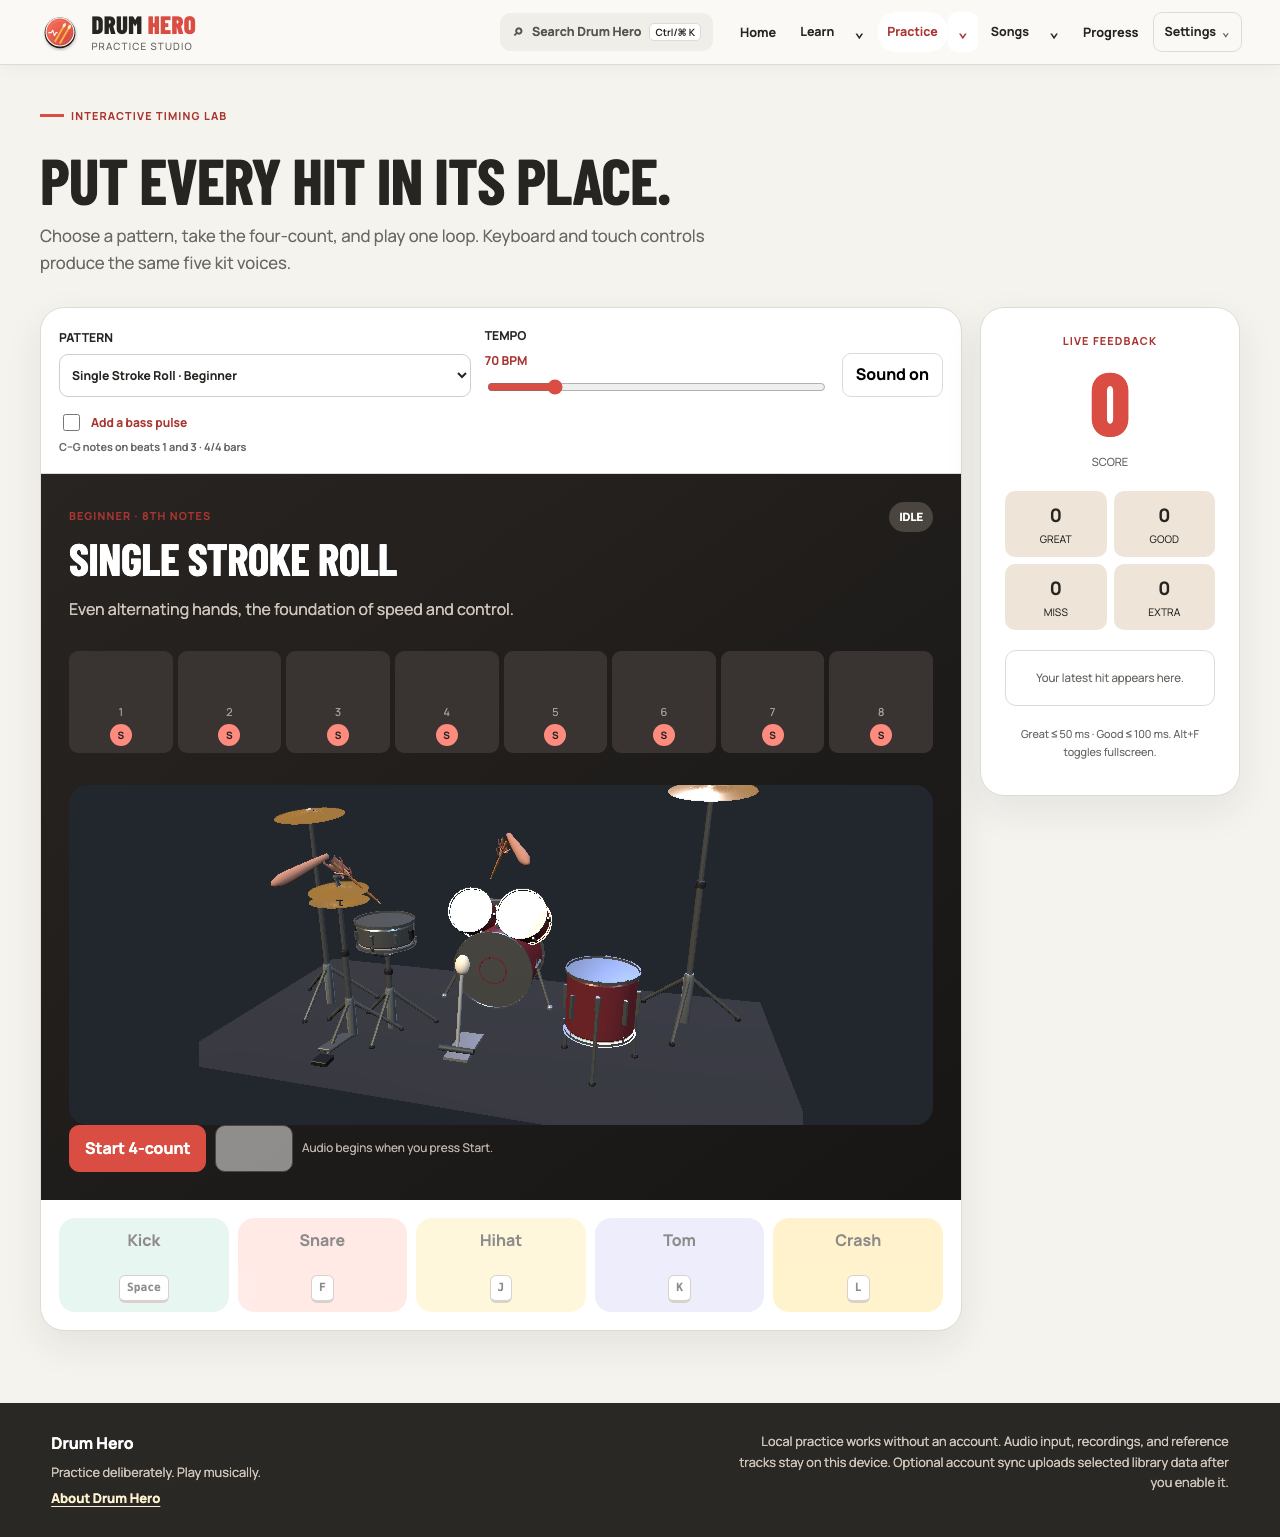 DRUM HERO
PRACTICE STUDIO
Search Drum Hero Ctrl/⌘ K
Home
Learn
Practice
Songs
Progress
Settings
INTERACTIVE TIMING LAB
PUT EVERY HIT IN ITS PLACE.
Choose a pattern, take the four-count, and play one loop. Keyboard and touch controls
produce the same five kit voices.
PATTERN
Single Stroke Roll · Beginner
TEMPO
70 BPM
Sound on
Add a bass pulse
C–G notes on beats 1 and 3 · 4/4 bars
BEGINNER · 8TH NOTES
IDLE
SINGLE STROKE ROLL
Even alternating hands, the foundation of speed and control.
1 2 3 4 5 6 7 8
S S S S S S S S
Start 4-count
Audio begins when you press Start.
Kick Snare Hihat Tom Crash
Space F J K L
LIVE FEEDBACK
0
SCORE
0 0
GREAT GOOD
0 0
MISS EXTRA
Your latest hit appears here.
Great ≤ 50 ms · Good ≤ 100 ms. Alt+F
toggles fullscreen.
Drum Hero
Practice deliberately. Play musically.
About Drum Hero
Local practice works without an account. Audio input, recordings, and reference
tracks stay on this device. Optional account sync uploads selected library data after
you enable it.